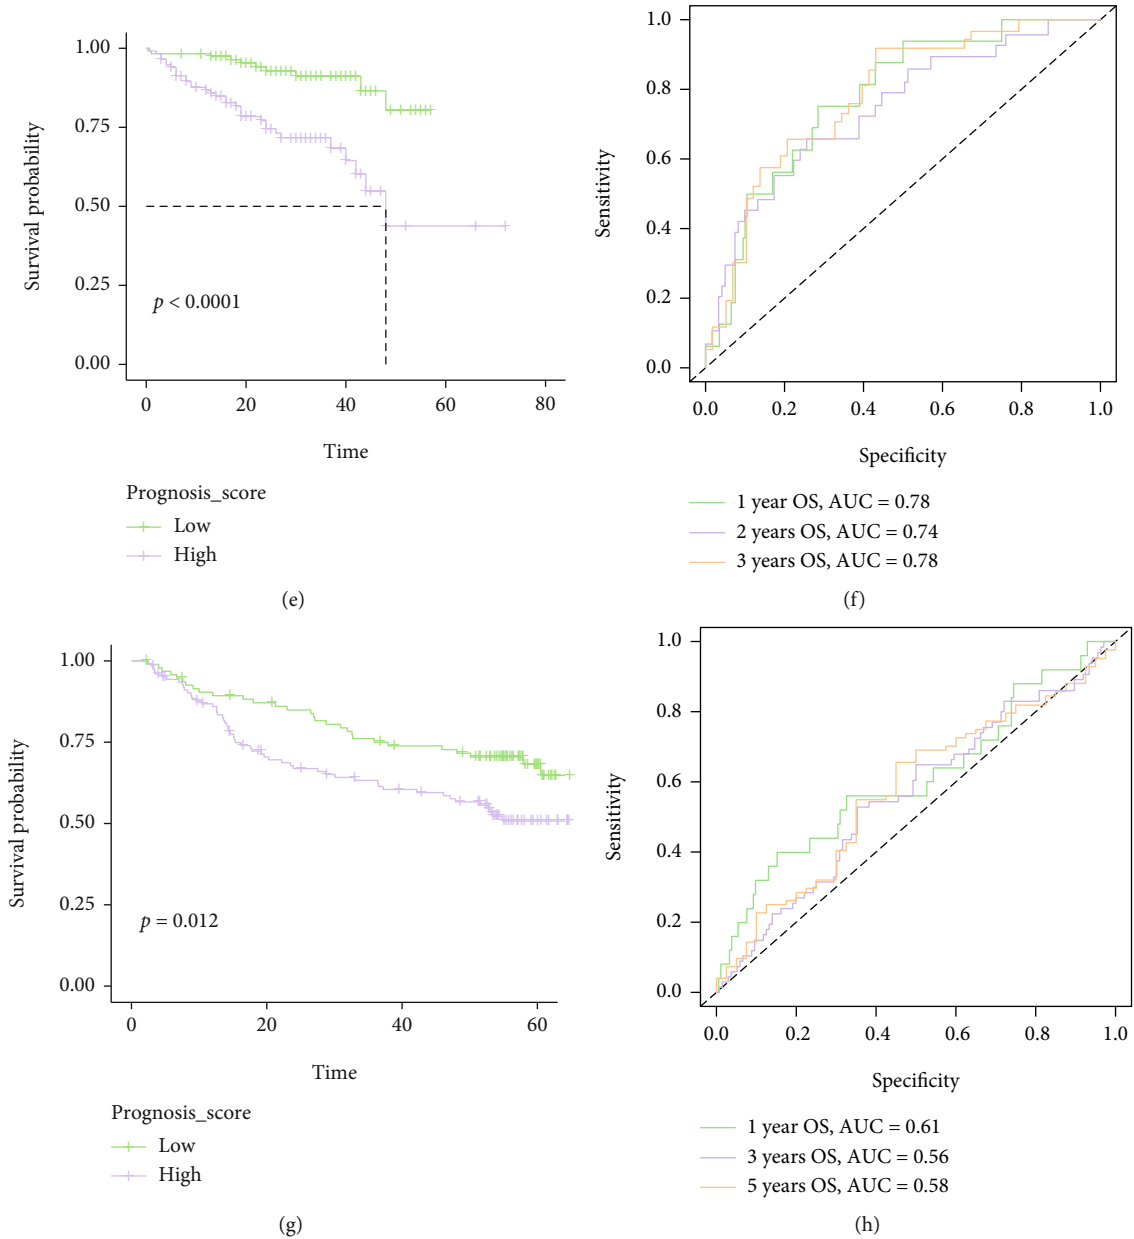 Survival probability
1.00
0.75
0.50
0.25
0.00
p < 0.0001
0 20 40 60 80
Time
Prognosis_score
Low
High
(e)
Sensitivity
1.0
0.8
0.6
0.4
0.2
0.0
0.0 0.2 0.4 0.6 0.8 1.0
Specificity
1 year OS, AUC = 0.78
2 years OS, AUC = 0.74
3 years OS, AUC = 0.78
(f)
Survival probability
1.00
0.75
0.50
0.25
0.00
p = 0.012
0 20 40 60
Time
Prognosis_score
Low
High
(g)
Sensitivity
1.0
0.8
0.6
0.4
0.2
0.0
0.0 0.2 0.4 0.6 0.8 1.0
Specificity
1 year OS, AUC = 0.61
3 years OS, AUC = 0.56
5 years OS, AUC = 0.58
(h)